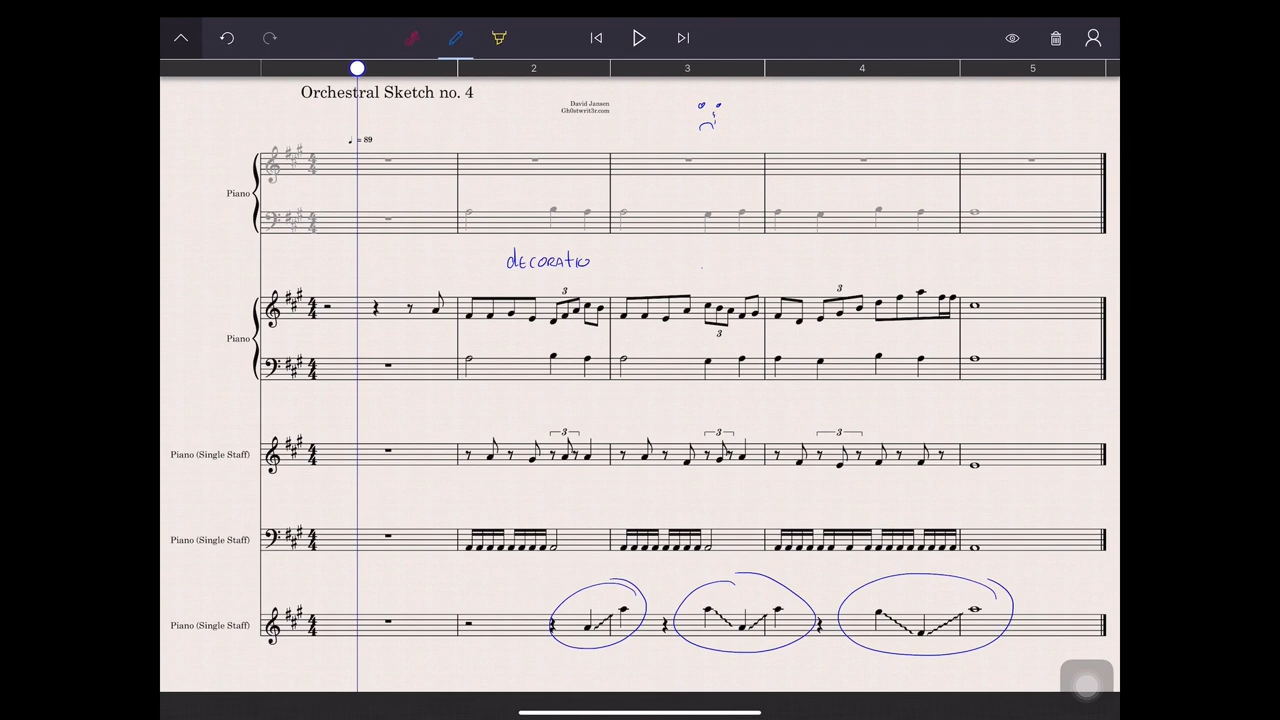 2 3 4 5
Orchestral Sketch no. 4
David Jansen
Gh0stwrit3r.com
= 89
Piano
decoratio
3 3
Piano
3
3 3 3
Piano (Single Staff)
Piano (Single Staff)
Piano (Single Staff)